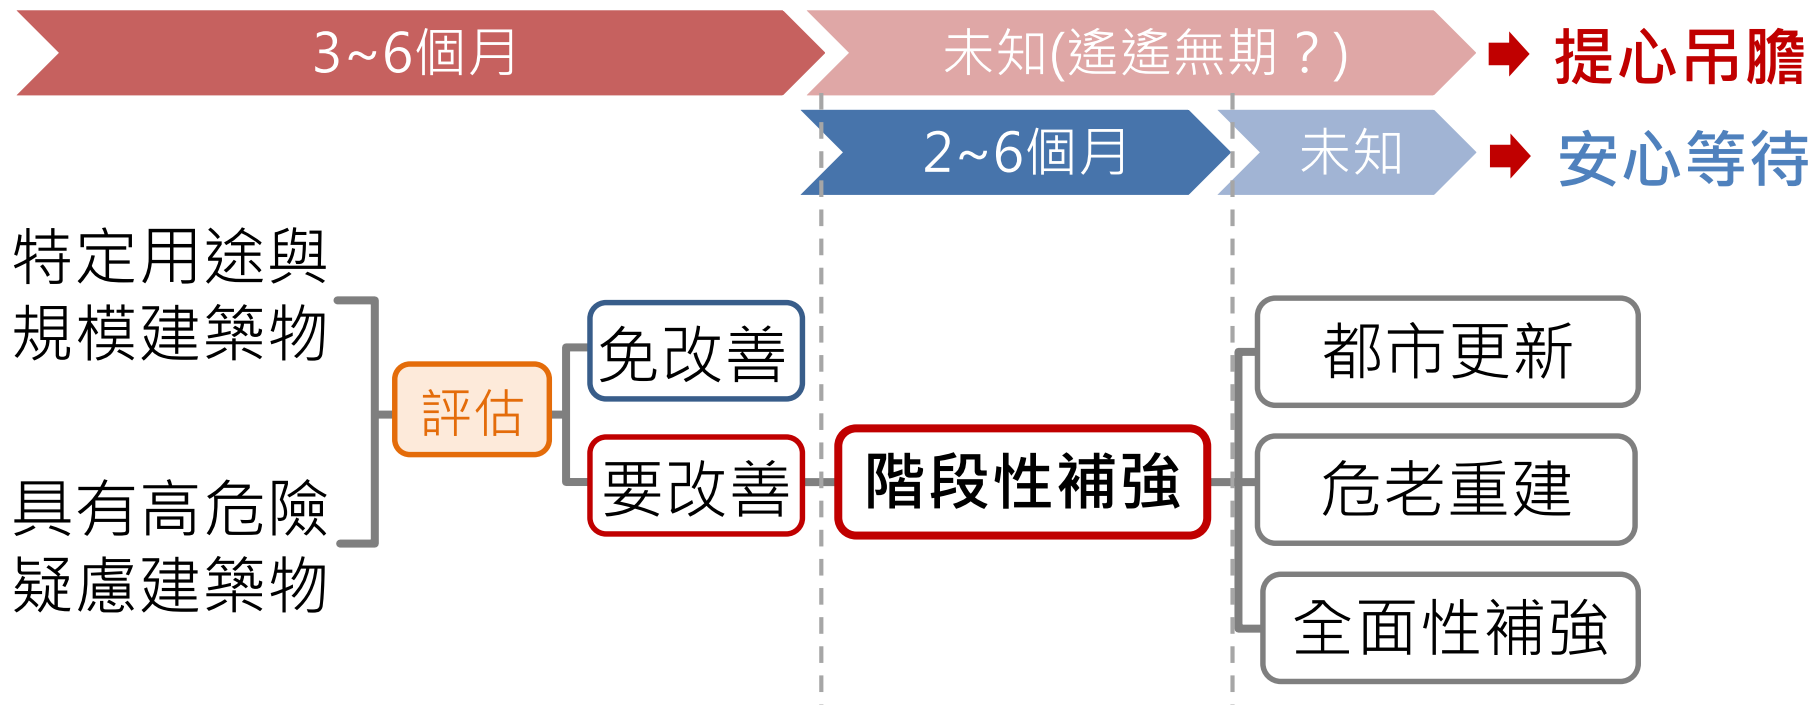 3~6個月
未知(遙遙無期？)
提心吊膽
2~6個月
未知
安心等待
特定用途與
規模建築物
具有高危險
疑慮建築物
評估
免改善
要改善
階段性補強
都市更新
危老重建
全面性補強